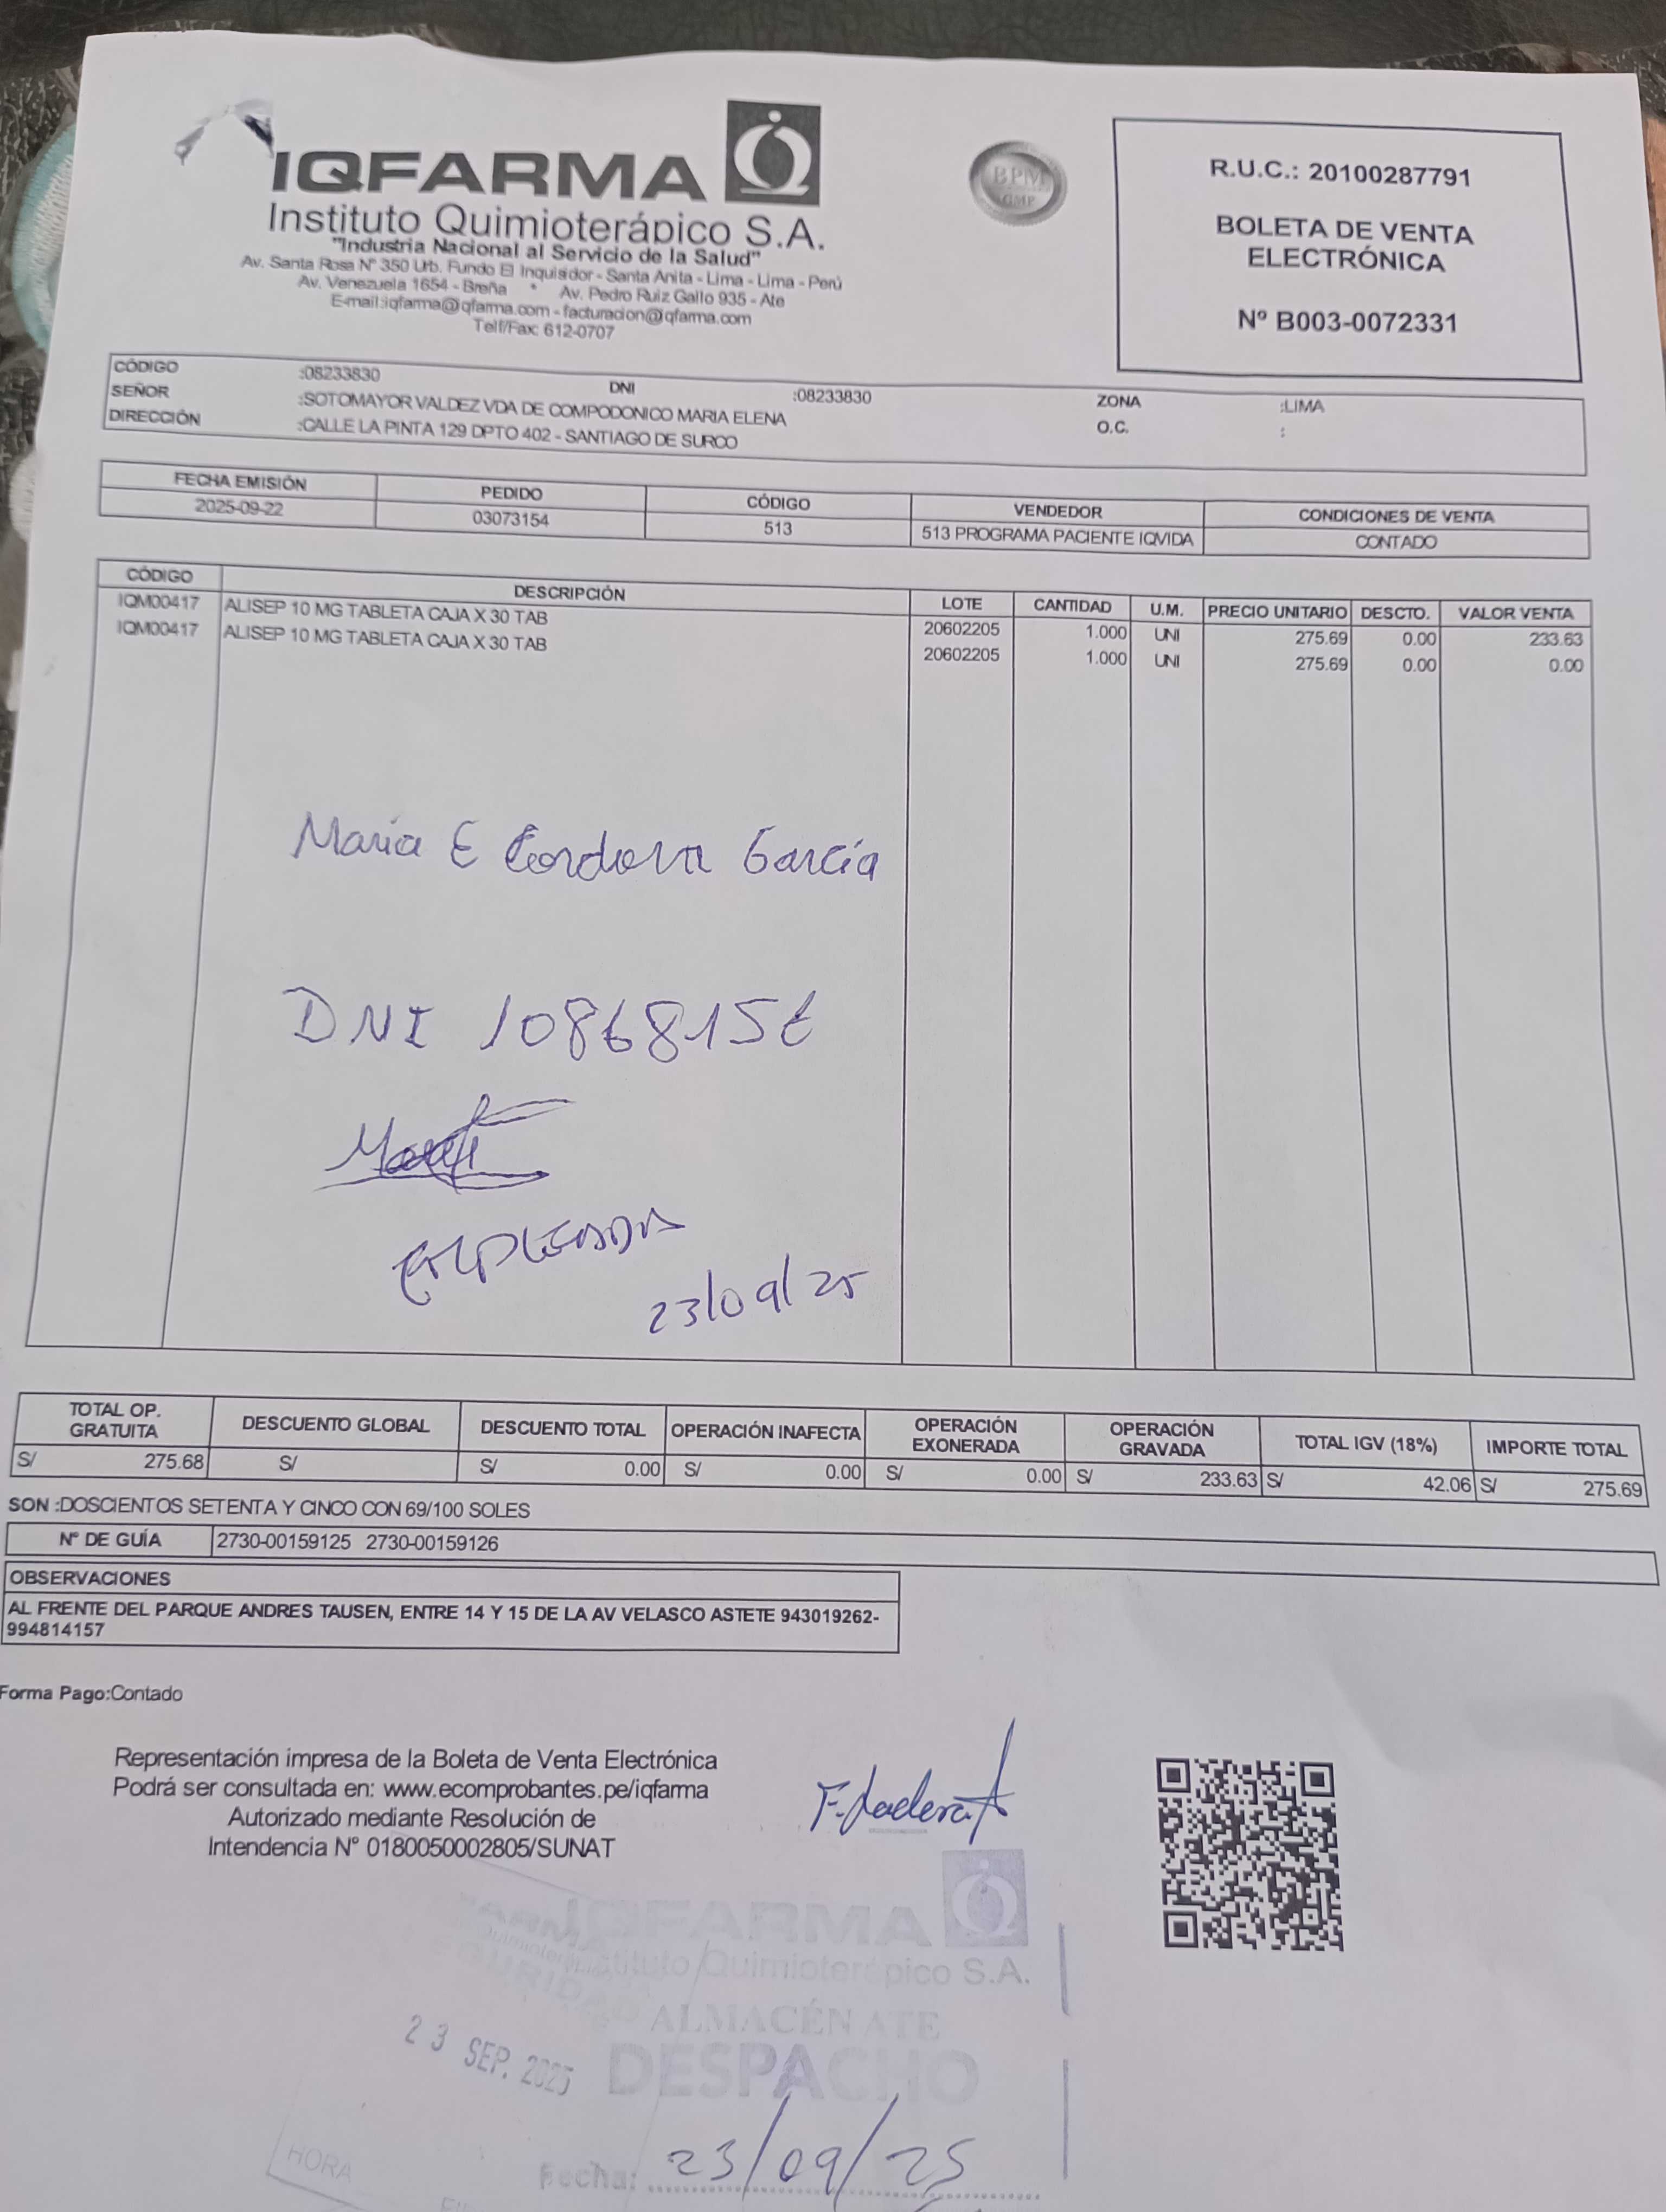 IQFARMA
Instituto Quimioterápico S.A.
"Industria Nacional al Servicio de la Salud"
Av. Santa Rosa N° 350 Urb. Fundo El Inquisidor - Santa Anita - Lima - Lima - Perú
Av. Venezuela 1654 - Breña * Av. Pedro Ruiz Gallo 935 - Ate
E-mail:iqfarma@iqfarma.com - facturacion@iqfarma.com
Telf/Fax: 612-0707
BPM
GMP
R.U.C.: 20100287791
BOLETA DE VENTA
ELECTRÓNICA
Nº B003-0072331
CÓDIGO :08233830 DNI :08233830 ZONA :LIMA
SEÑOR :SOTOMAYOR VALDEZ VDA DE COMPODONICO MARIA ELENA O.C. :
DIRECCIÓN :CALLE LA PINTA 129 DPTO 402 - SANTIAGO DE SURCO
FECHA EMISIÓN PEDIDO CÓDIGO VENDEDOR CONDICIONES DE VENTA
2025-09-22 03073154 513 513 PROGRAMA PACIENTE IQVIDA CONTADO
CÓDIGO DESCRIPCIÓN LOTE CANTIDAD U.M. PRECIO UNITARIO DESCTO. VALOR VENTA
IQM00417 ALISEP 10 MG TABLETA CAJA X 30 TAB 20602205 1.000 UNI 275.69 0.00 233.63
IQM00417 ALISEP 10 MG TABLETA CAJA X 30 TAB 20602205 1.000 UNI 275.69 0.00 0.00
Maria E Cordova García
DNI 10868156
EMPLEADA
23/09/25
TOTAL OP. GRATUITA DESCUENTO GLOBAL DESCUENTO TOTAL OPERACIÓN INAFECTA OPERACIÓN EXONERADA OPERACIÓN GRAVADA TOTAL IGV (18%) IMPORTE TOTAL
S/ 275.68 S/ S/ 0.00 S/ 0.00 S/ 0.00 S/ 233.63 S/ 42.06 S/ 275.69
SON :DOSCIENTOS SETENTA Y CINCO CON 69/100 SOLES
N° DE GUÍA 2730-00159125 2730-00159126
OBSERVACIONES
AL FRENTE DEL PARQUE ANDRES TAUSEN, ENTRE 14 Y 15 DE LA AV VELASCO ASTETE 943019262-
994814157
Forma Pago:Contado
Representación impresa de la Boleta de Venta Electrónica
Podrá ser consultada en: www.ecomprobantes.pe/iqfarma
Autorizado mediante Resolución de
Intendencia N° 0180050002805/SUNAT
IQFARMA
Instituto Quimioterápico S.A.
ALMACÉN ATE
DESPACHO
23 SEP. 2025
HORA
Fecha: 23/09/25